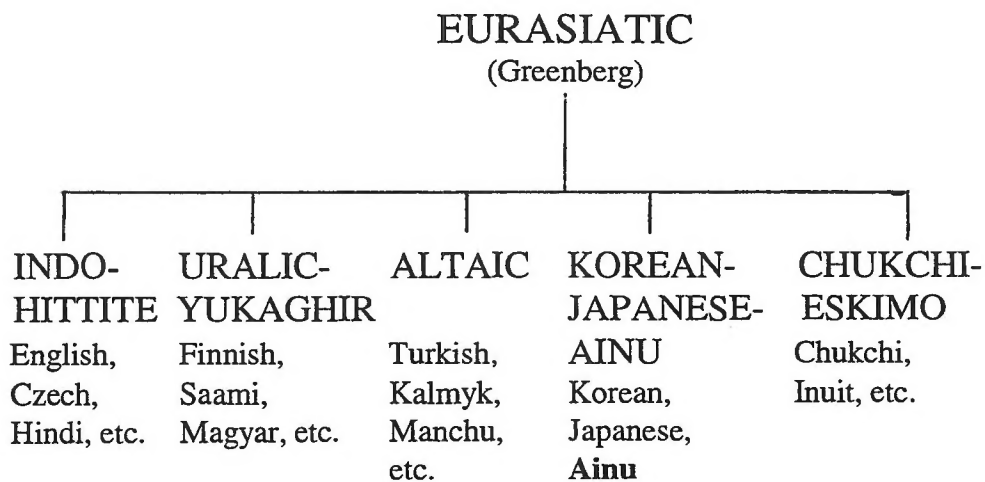 EURASIATIC
(Greenberg)
INDO-
HITTITE
English,
Czech,
Hindi, etc.
URALIC-
YUKAGHIR
Finnish,
Saami,
Magyar, etc.
ALTAIC
Turkish,
Kalmyk,
Manchu,
etc.
KOREAN-
JAPANESE-
AINU
Korean,
Japanese,
Ainu
CHUKCHI-
ESKIMO
Chukchi,
Inuit, etc.